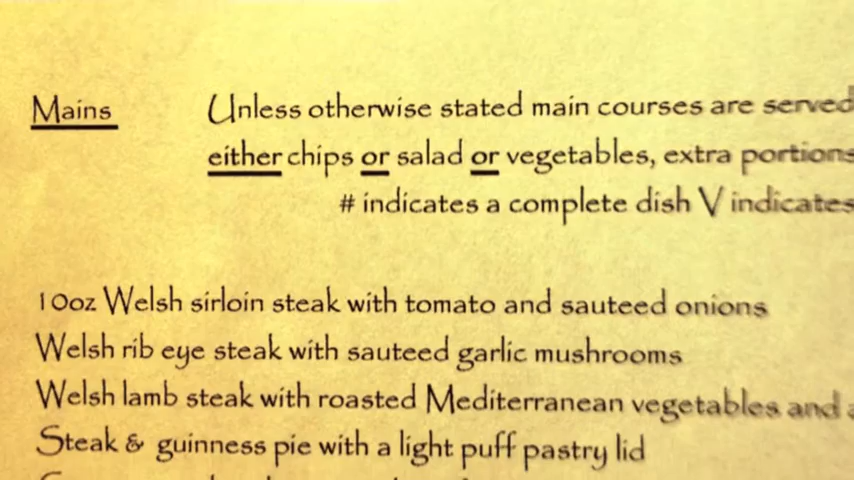 Mains Unless otherwise stated main courses are served
either chips or salad or vegetables, extra portions
# indicates a complete dish V indicates
10oz Welsh sirloin steak with tomato and sauteed onions
Welsh rib eye steak with sauteed garlic mushrooms
Welsh lamb steak with roasted Mediterranean vegetables and
Steak & guinness pie with a light puff pastry lid